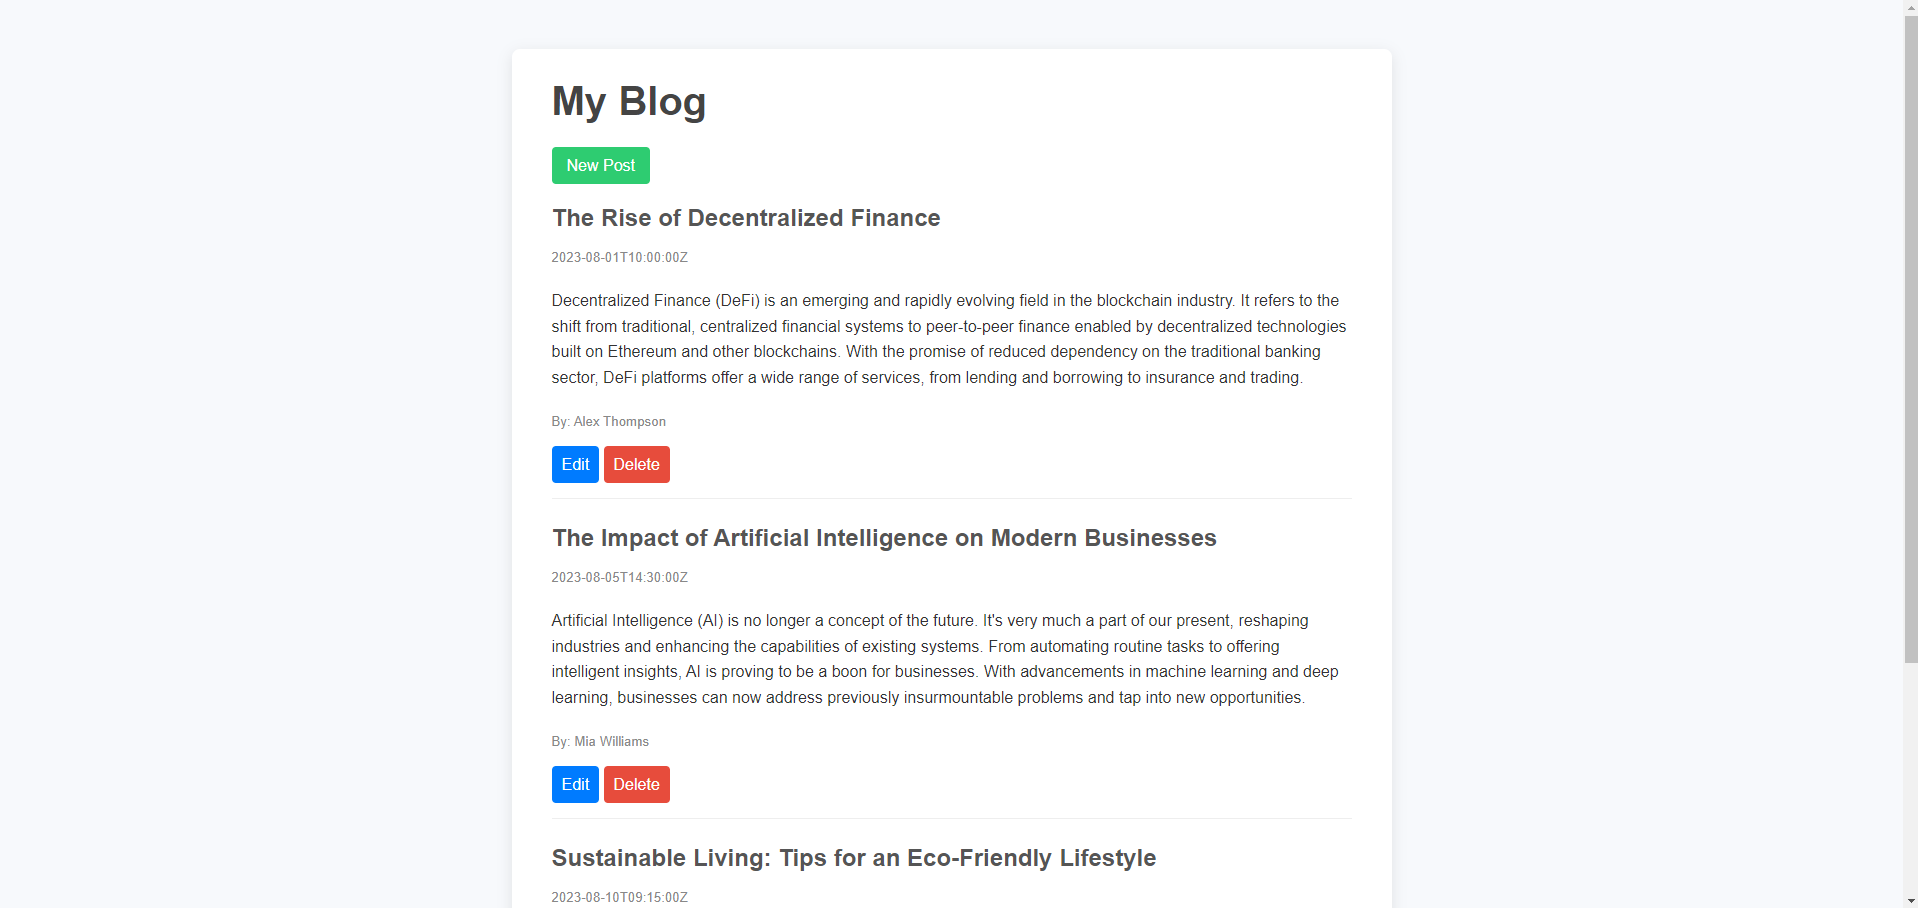 My Blog
New Post
The Rise of Decentralized Finance
2023-08-01T10:00:00Z
Decentralized Finance (DeFi) is an emerging and rapidly evolving field in the blockchain industry. It refers to the
shift from traditional, centralized financial systems to peer-to-peer finance enabled by decentralized technologies
built on Ethereum and other blockchains. With the promise of reduced dependency on the traditional banking
sector, DeFi platforms offer a wide range of services, from lending and borrowing to insurance and trading.
By: Alex Thompson
Edit Delete
The Impact of Artificial Intelligence on Modern Businesses
2023-08-05T14:30:00Z
Artificial Intelligence (AI) is no longer a concept of the future. It's very much a part of our present, reshaping
industries and enhancing the capabilities of existing systems. From automating routine tasks to offering
intelligent insights, AI is proving to be a boon for businesses. With advancements in machine learning and deep
learning, businesses can now address previously insurmountable problems and tap into new opportunities.
By: Mia Williams
Edit Delete
Sustainable Living: Tips for an Eco-Friendly Lifestyle
2023-08-10T09:15:00Z